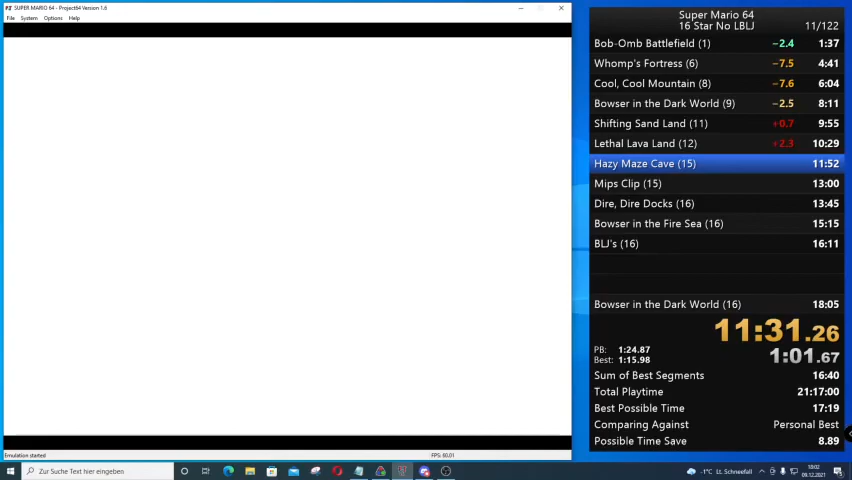 SUPER MARIO 64 - Project64 Version 1.6
File System Options Help
Emulation started
FPS: 60.01
Zur Suche Text hier eingeben
-1°C Lt. Schneefall
10:02
09.12.2021
Super Mario 64
16 Star No LBLJ 11/122
Bob-Omb Battlefield (1) −2.4 1:37
Whomp's Fortress (6) −7.5 4:41
Cool, Cool Mountain (8) −7.6 6:04
Bowser in the Dark World (9) −2.5 8:11
Shifting Sand Land (11) +0.7 9:55
Lethal Lava Land (12) +2.3 10:29
Hazy Maze Cave (15) 11:52
Mips Clip (15) 13:00
Dire, Dire Docks (16) 13:45
Bowser in the Fire Sea (16) 15:15
BLJ's (16) 16:11
Bowser in the Dark World (16) 18:05
11:31.26
PB: 1:24.87
Best: 1:15.98
1:01.67
Sum of Best Segments 16:40
Total Playtime 21:17:00
Best Possible Time 17:19
Comparing Against Personal Best
Possible Time Save 8.89